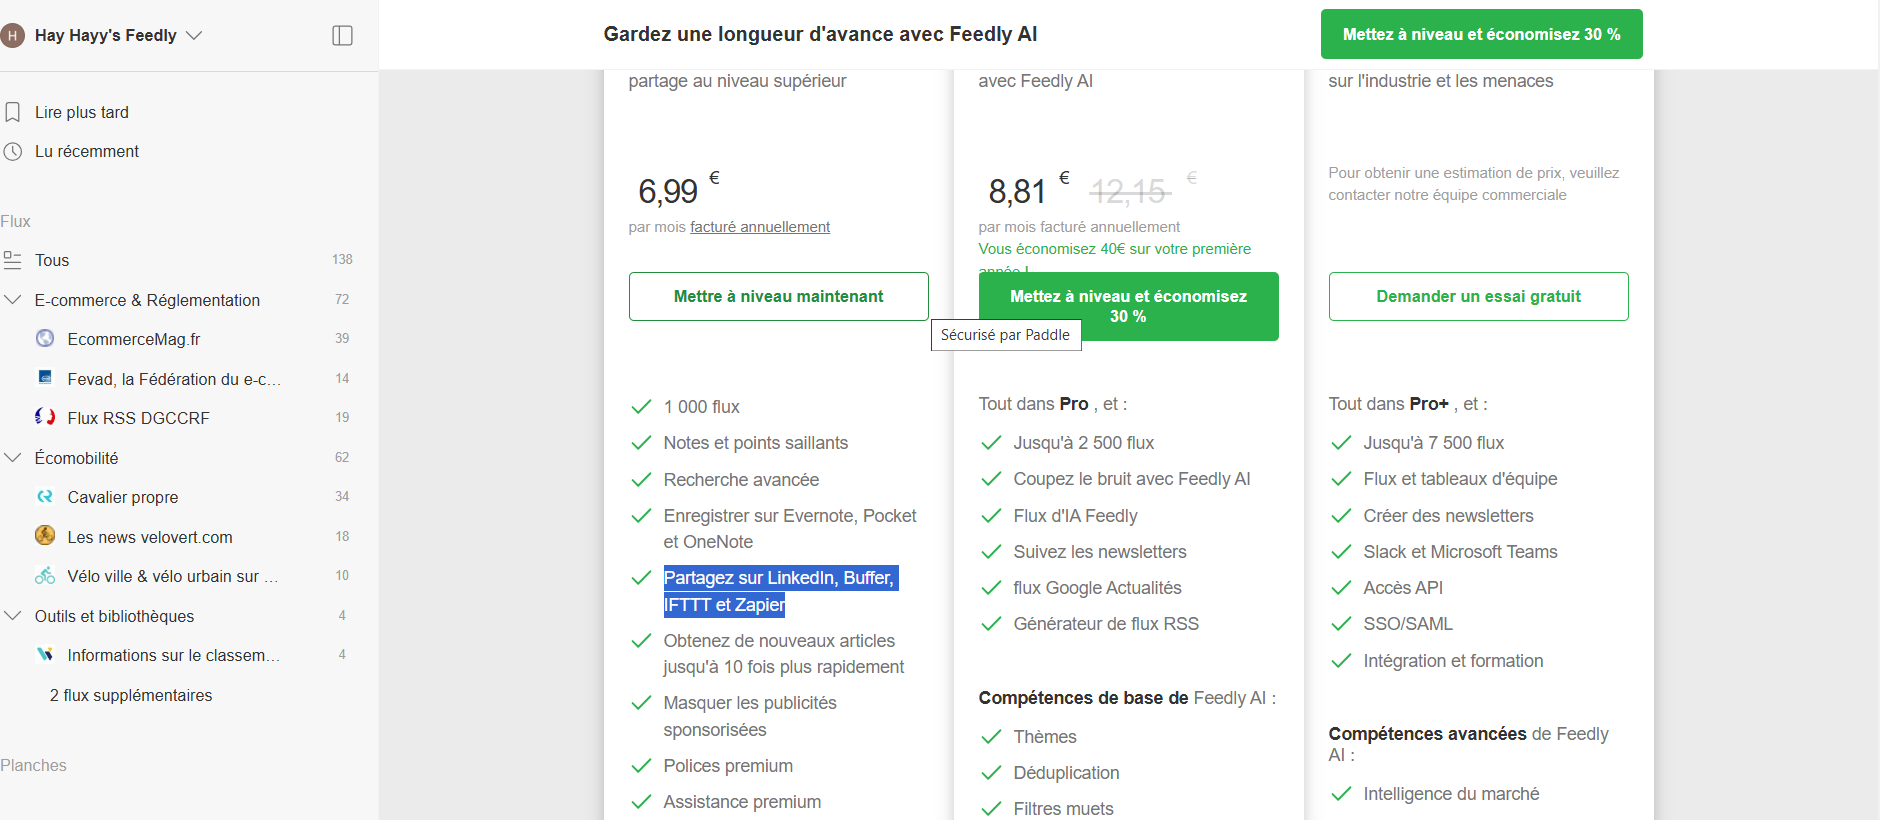 H Hay Hayy's Feedly
Lire plus tard
Lu récemment
Flux
Tous 138
E-commerce & Réglementation 72
EcommerceMag.fr 39
Fevad, la Fédération du e-c... 14
Flux RSS DGCCRF 19
Écomobilité 62
Cavalier propre 34
Les news velovert.com 18
Vélo ville & vélo urbain sur ... 10
Outils et bibliothèques 4
Informations sur le classem... 4
2 flux supplémentaires
Planches
Gardez une longueur d'avance avec Feedly AI
Mettez à niveau et économisez 30 %
partage au niveau supérieur
6,99 €
par mois facturé annuellement
Mettre à niveau maintenant
1 000 flux
Notes et points saillants
Recherche avancée
Enregistrer sur Evernote, Pocket
et OneNote
Partagez sur LinkedIn, Buffer,
IFTTT et Zapier
Obtenez de nouveaux articles
jusqu'à 10 fois plus rapidement
Masquer les publicités
sponsorisées
Polices premium
Assistance premium
avec Feedly AI
8,81 € 12,15 €
par mois facturé annuellement
Vous économisez 40€ sur votre première
année !
Mettez à niveau et économisez
30 %
Sécurisé par Paddle
Tout dans Pro , et :
Jusqu'à 2 500 flux
Coupez le bruit avec Feedly AI
Flux d'IA Feedly
Suivez les newsletters
flux Google Actualités
Générateur de flux RSS
Compétences de base de Feedly AI :
Thèmes
Déduplication
Filtres muets
sur l'industrie et les menaces
Pour obtenir une estimation de prix, veuillez
contacter notre équipe commerciale
Demander un essai gratuit
Tout dans Pro+ , et :
Jusqu'à 7 500 flux
Flux et tableaux d'équipe
Créer des newsletters
Slack et Microsoft Teams
Accès API
SSO/SAML
Intégration et formation
Compétences avancées de Feedly
AI :
Intelligence du marché